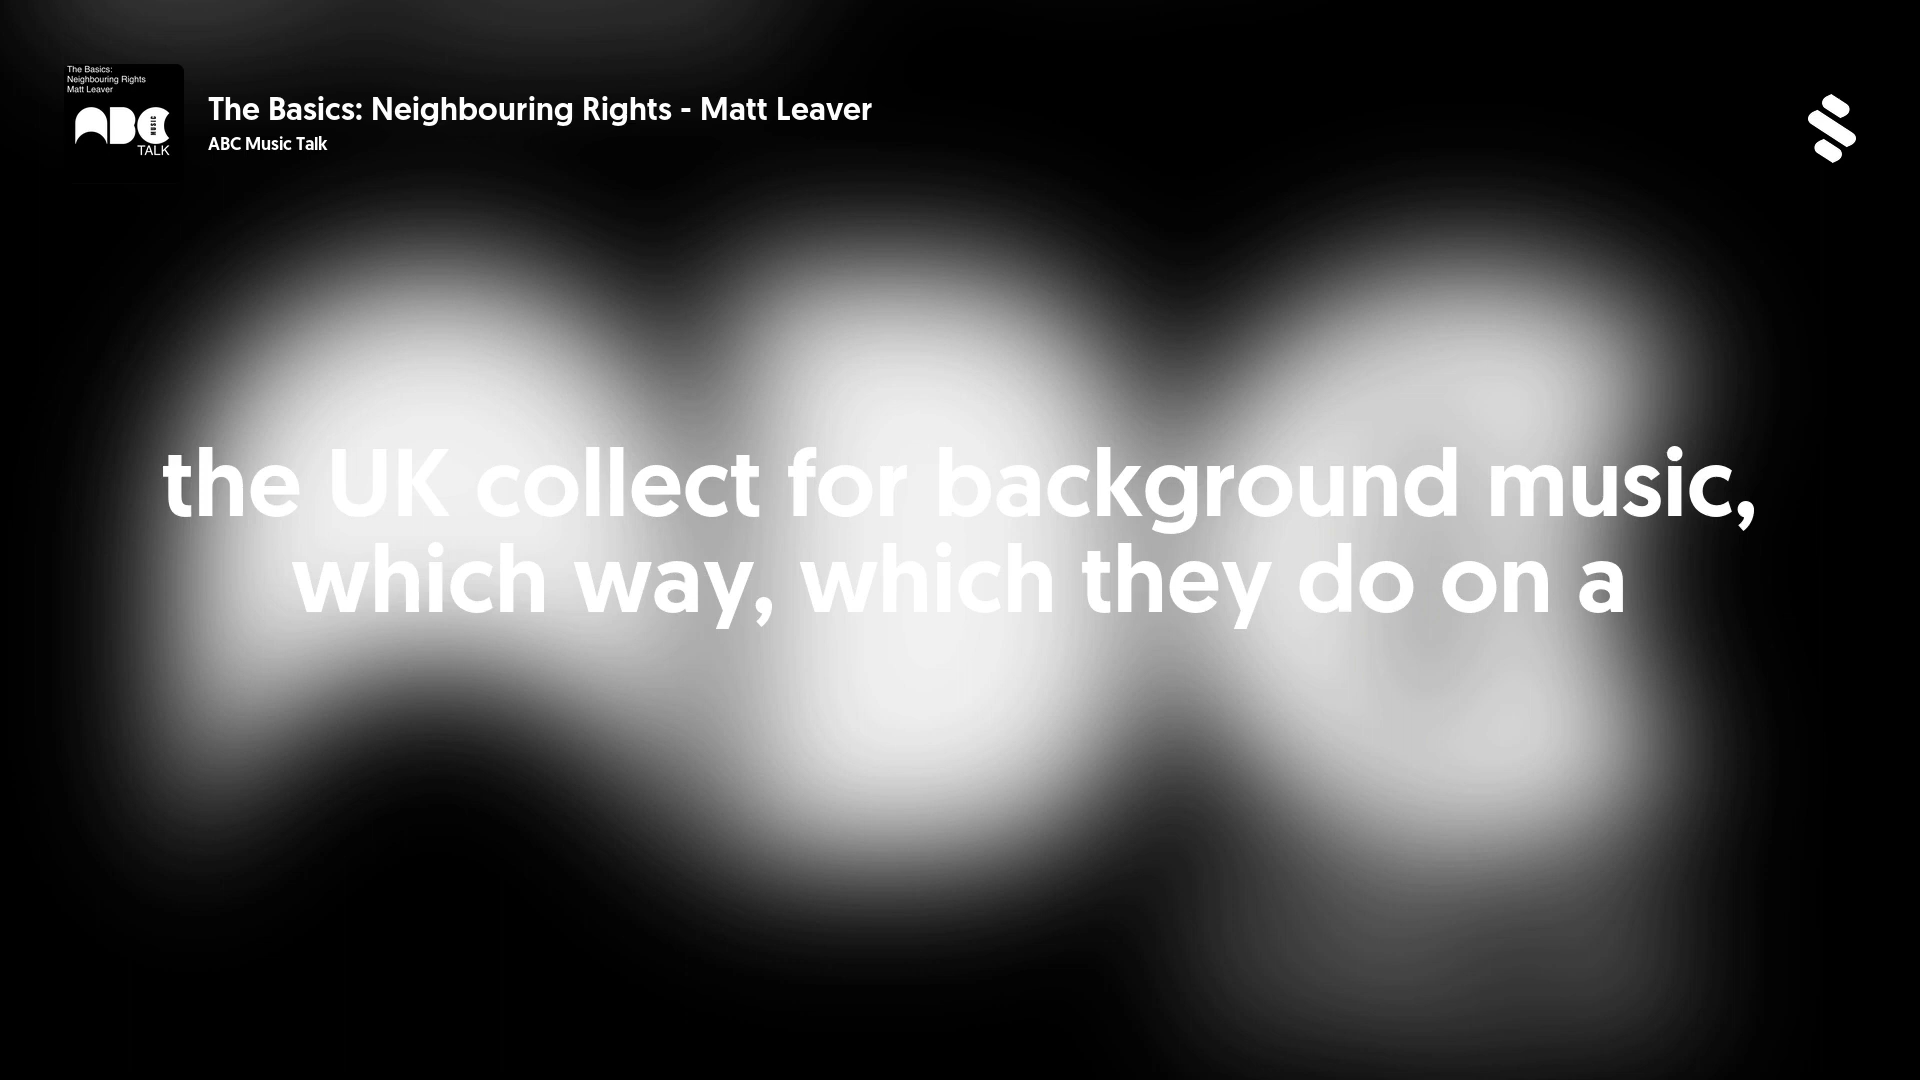 The Basics:
Neighbouring Rights
Matt Leaver
ABC
MUSIC
TALK
The Basics: Neighbouring Rights - Matt Leaver
ABC Music Talk
the UK collect for background music,
which way, which they do on a